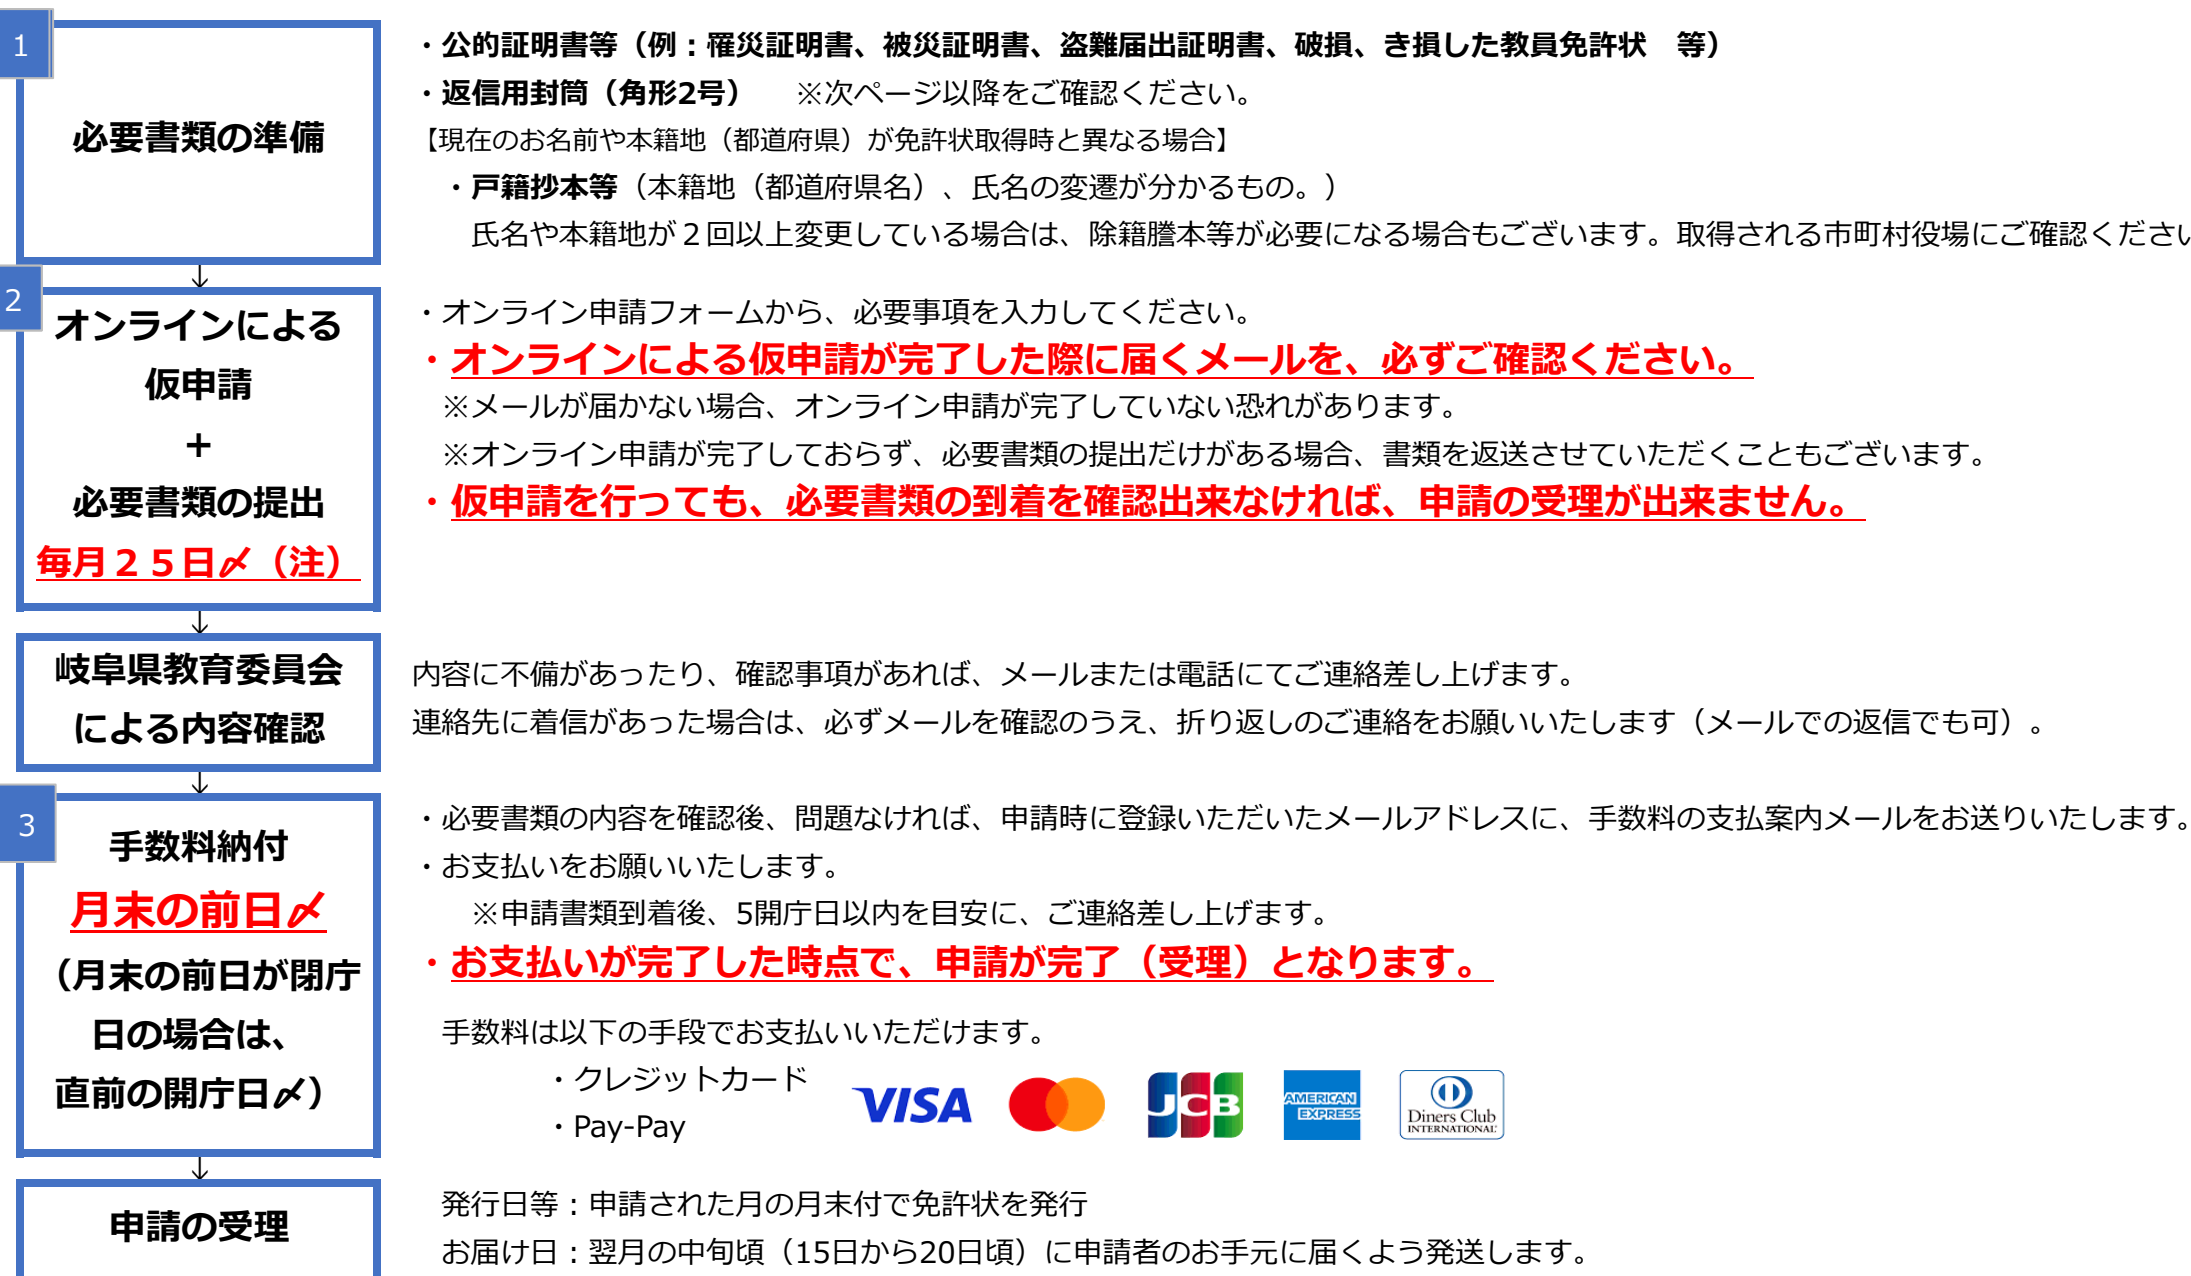 1
必要書類の準備
・公的証明書等（例：罹災証明書、被災証明書、盗難届出証明書、破損、き損した教員免許状　等）
・返信用封筒（角形2号）　※次ページ以降をご確認ください。
【現在のお名前や本籍地（都道府県）が免許状取得時と異なる場合】
・戸籍抄本等（本籍地（都道府県名）、氏名の変遷が分かるもの。）
氏名や本籍地が２回以上変更している場合は、除籍謄本等が必要になる場合もございます。取得される市町村役場にご確認くださ
↓
2
オンラインによる
仮申請
＋
必要書類の提出
毎月２５日〆（注）
・オンライン申請フォームから、必要事項を入力してください。
・オンラインによる仮申請が完了した際に届くメールを、必ずご確認ください。
※メールが届かない場合、オンライン申請が完了していない恐れがあります。
※オンライン申請が完了しておらず、必要書類の提出だけがある場合、書類を返送させていただくこともございます。
・仮申請を行っても、必要書類の到着を確認出来なければ、申請の受理が出来ません。
↓
岐阜県教育委員会
による内容確認
内容に不備があったり、確認事項があれば、メールまたは電話にてご連絡差し上げます。
連絡先に着信があった場合は、必ずメールを確認のうえ、折り返しのご連絡をお願いいたします（メールでの返信でも可）。
↓
3
手数料納付
月末の前日〆
（月末の前日が閉庁
日の場合は、
直前の開庁日〆）
・必要書類の内容を確認後、問題なければ、申請時に登録いただいたメールアドレスに、手数料の支払案内メールをお送りいたします。
・お支払いをお願いいたします。
※申請書類到着後、5開庁日以内を目安に、ご連絡差し上げます。
・お支払いが完了した時点で、申請が完了（受理）となります。
手数料は以下の手段でお支払いいただけます。
・クレジットカード
・Pay-Pay
VISA
JCB
AMERICAN
EXPRESS
Diners Club
INTERNATIONAL
↓
申請の受理
発行日等：申請された月の月末付で免許状を発行
お届け日：翌月の中旬頃（15日から20日頃）に申請者のお手元に届くよう発送します。